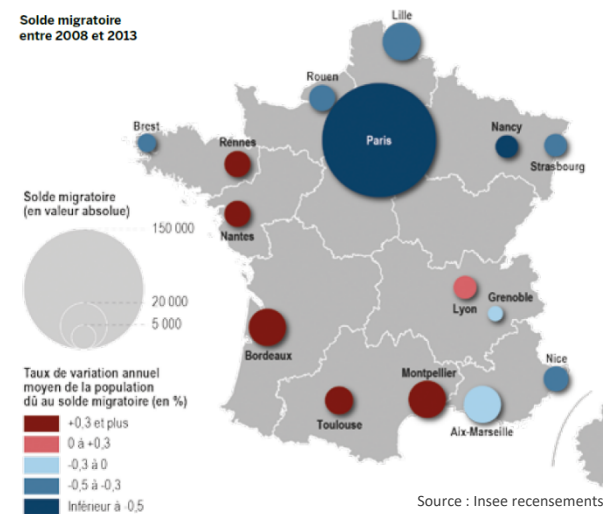 Solde migratoire
entre 2008 et 2013
Lille
Rouen
Paris
Brest
Rennes
Nancy
Strasbourg
Nantes
Solde migratoire
(en valeur absolue)
150 000
20 000
5 000
Lyon
Grenoble
Bordeaux
Nice
Montpellier
Toulouse
Aix-Marseille
Taux de variation annuel
moyen de la population
dû au solde migratoire (en %)
+0,3 et plus
0 à +0,3
-0,3 à 0
-0,5 à -0,3
Inférieur à -0,5
Source : Insee recensements